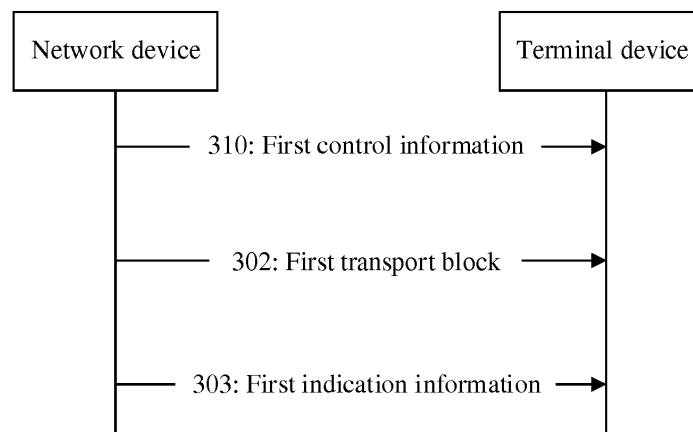 Network device
Terminal device
310: First control information
302: First transport block
303: First indication information